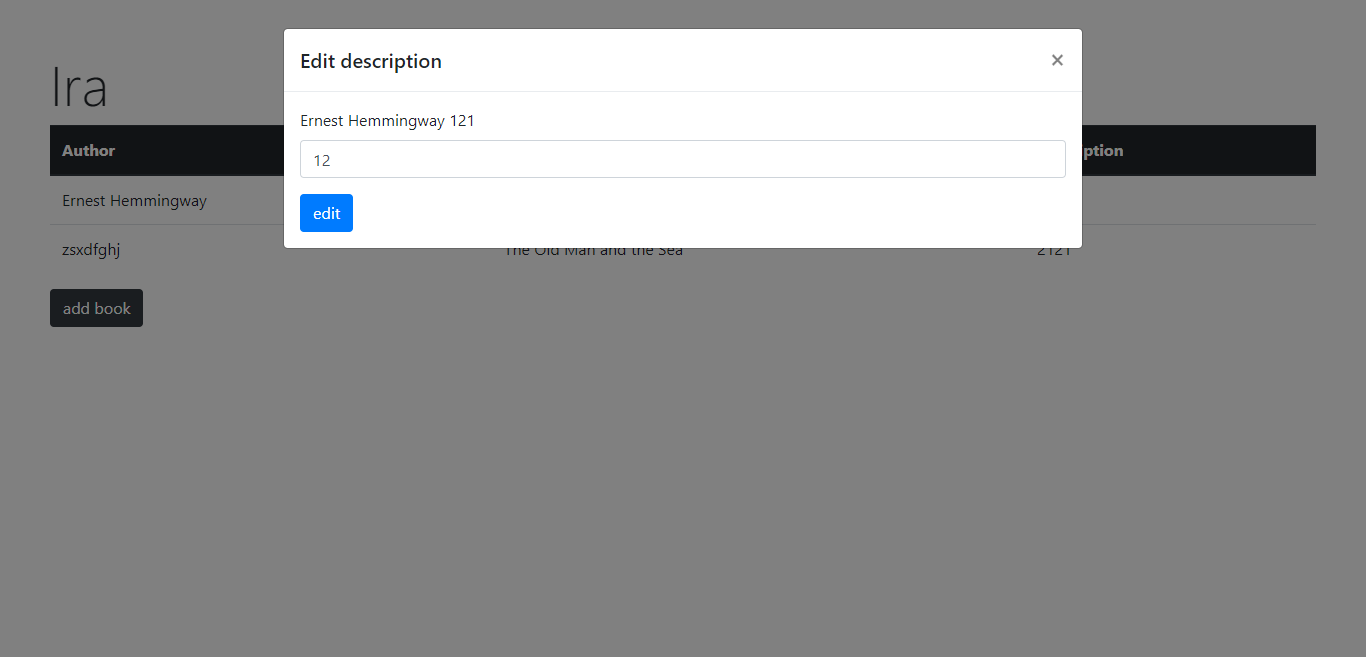 Edit description ×
Ernest Hemmingway 121
12
edit
Ira
Author ption
Ernest Hemmingway
zsxdfghj The Old Man and the Sea 2121
add book